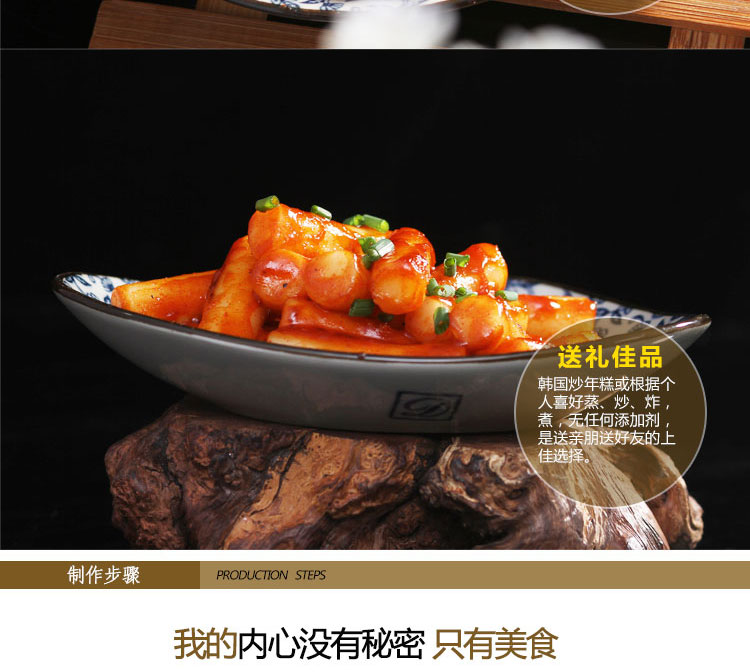 送礼佳品
韩国炒年糕或根据个
人喜好蒸、炒、炸，
煮，无任何添加剂，
是送亲朋送好友的上
佳选择。
制作步骤 PRODUCTION STEPS
我的内心没有秘密 只有美食